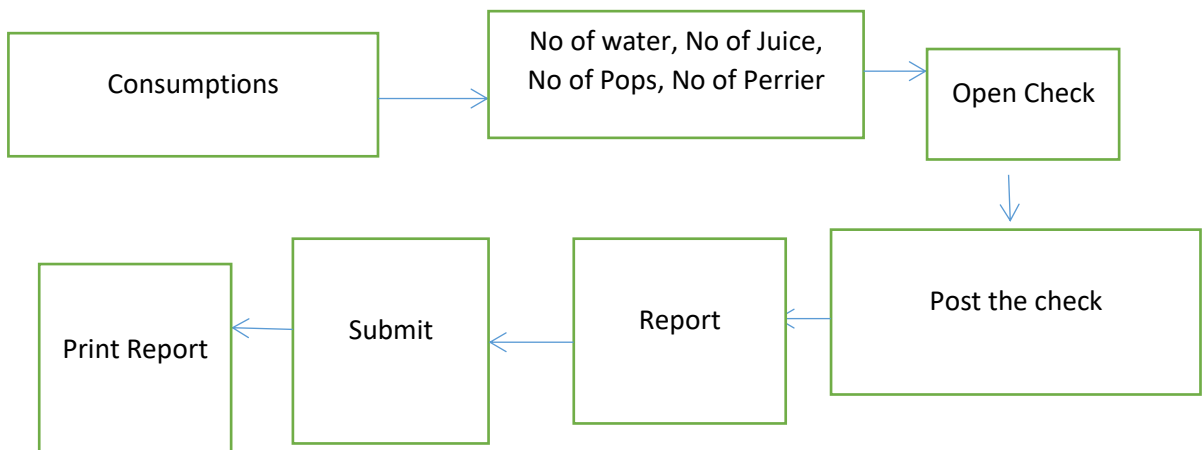 Consumptions
No of water, No of Juice,
No of Pops, No of Perrier
Open Check
Post the check
Report
Submit
Print Report